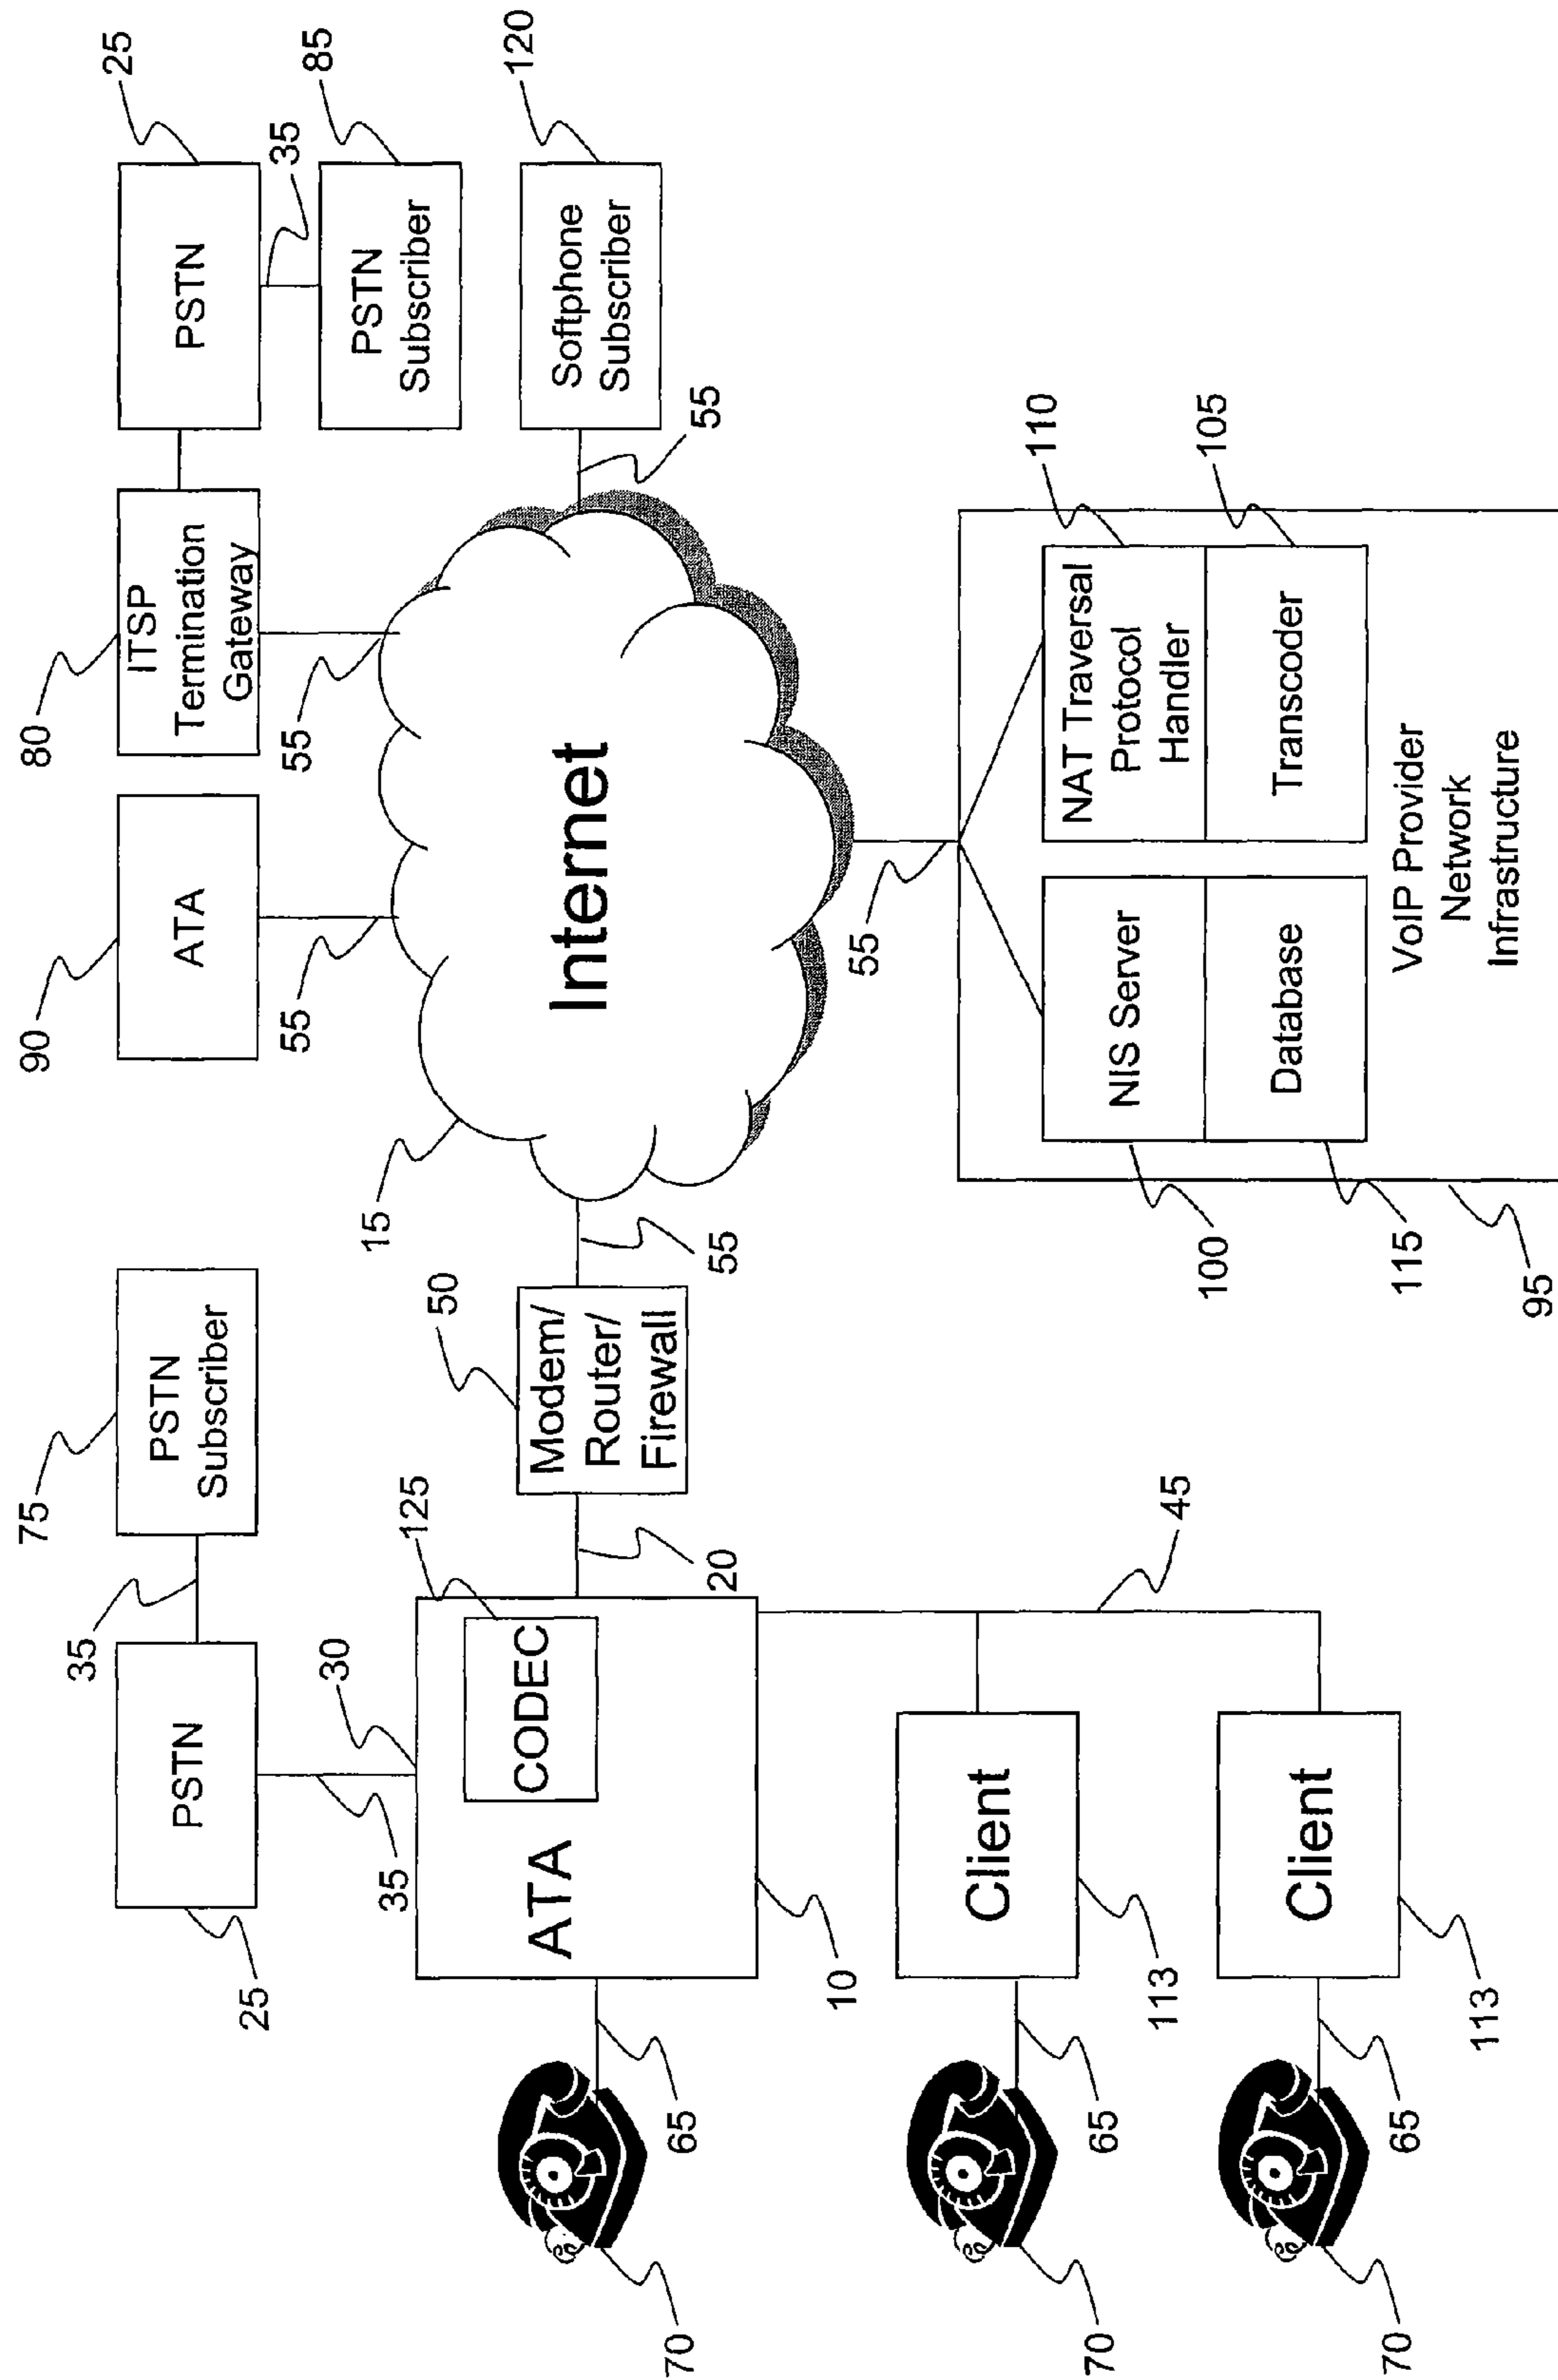 75
PSTN
Subscriber
35
PSTN
25
35
30
90
ATA
55
80
ITSP
Termination
Gateway
55
PSTN
25
35
PSTN
Subscriber
85
Softphone
Subscriber
120
55
15
Internet
55
50
Modem/
Router/
Firewall
20
125
CODEC
ATA
10
65
70
45
Client
113
65
70
Client
113
65
70
55
NIS Server
100
Database
115
NAT Traversal
Protocol
Handler
110
Transcoder
105
VoIP Provider
Network
Infrastructure
95